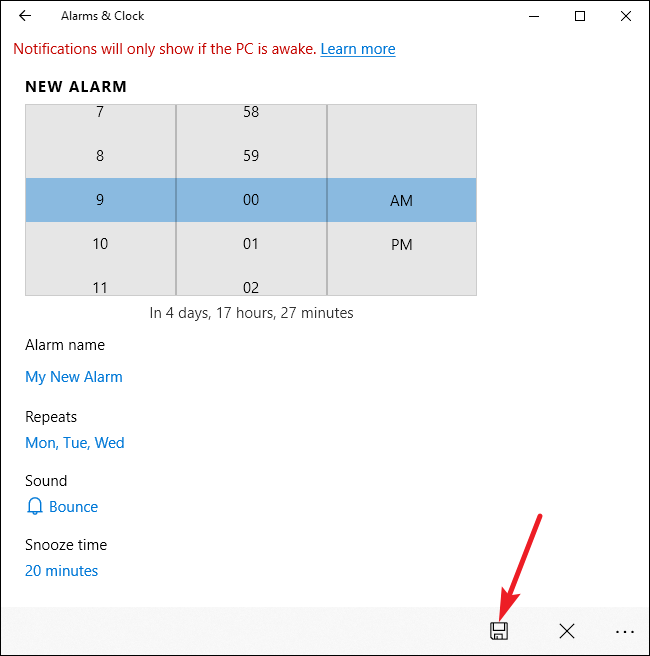 Alarms & Clock
Notifications will only show if the PC is awake. Learn more
NEW ALARM
7 58
8 59
9 00 AM
10 01 PM
11 02
In 4 days, 17 hours, 27 minutes
Alarm name
My New Alarm
Repeats
Mon, Tue, Wed
Sound
Bounce
Snooze time
20 minutes